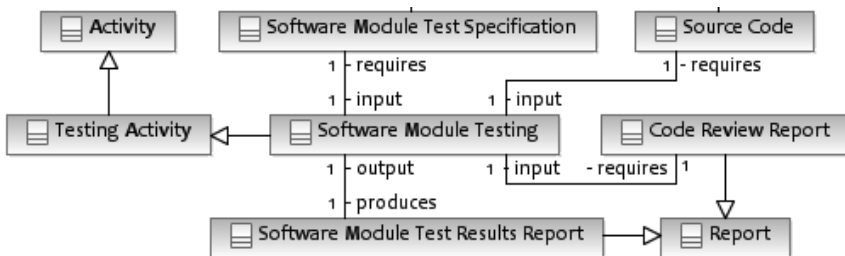 Activity
Software Module Test Specification
Source Code
1 - requires
1 - requires
1 - input
1 - input
Testing Activity
Software Module Testing
Code Review Report
1 - output
1 - input
- requires 1
1 - produces
Software Module Test Results Report
Report